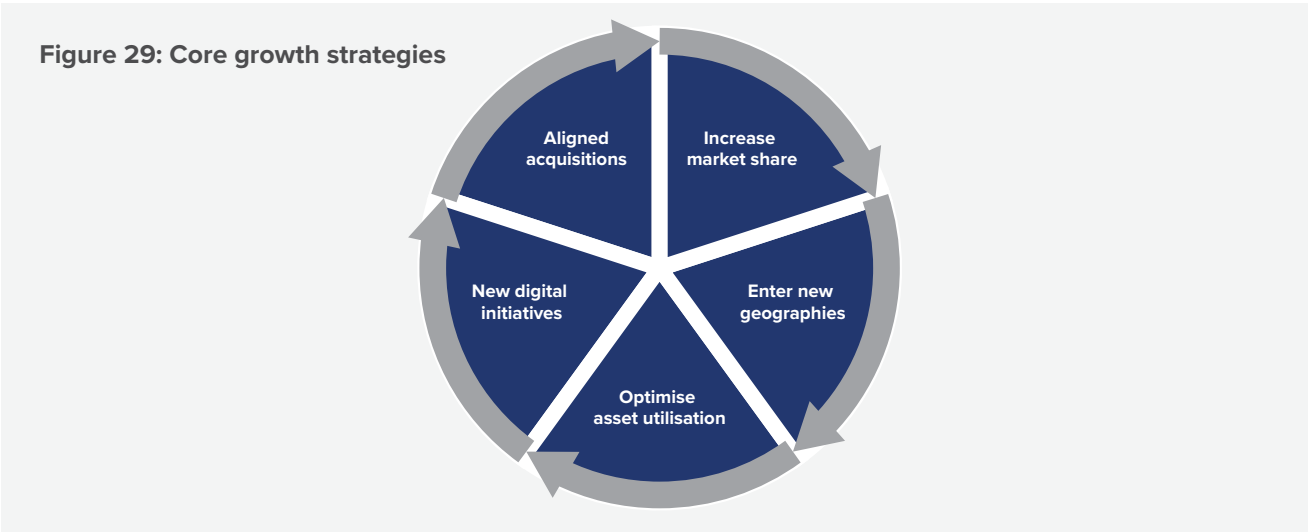 Figure 29: Core growth strategies
Aligned
acquisitions
Increase
market share
Enter new
geographies
Optimise
asset utilisation
New digital
initiatives